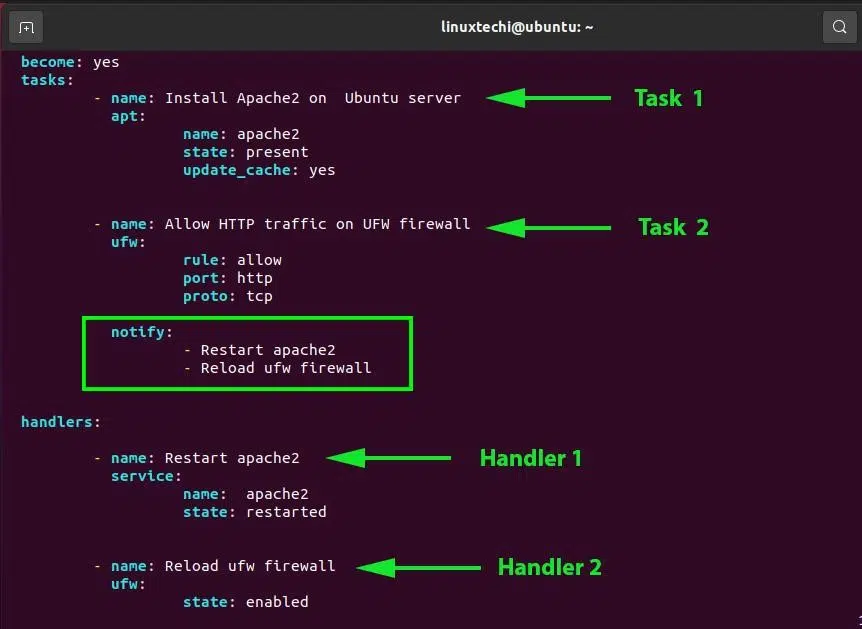 linuxtechi@ubuntu: ~
become: yes
tasks:
- name: Install Apache2 on  Ubuntu server
Task 1
apt:
name: apache2
state: present
update_cache: yes
- name: Allow HTTP traffic on UFW firewall
Task 2
ufw:
rule: allow
port: http
proto: tcp
notify:
- Restart apache2
- Reload ufw firewall
handlers:
- name: Restart apache2
Handler 1
service:
name:  apache2
state: restarted
- name: Reload ufw firewall
Handler 2
ufw:
state: enabled